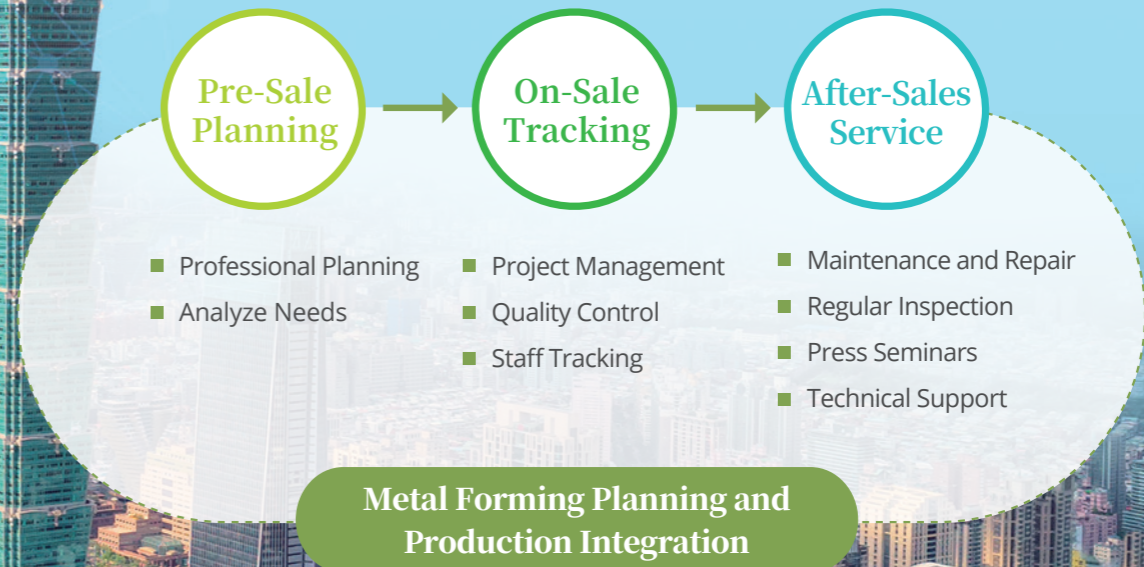 Pre-Sale
Planning
On-Sale
Tracking
After-Sales
Service
Professional Planning
Analyze Needs
Project Management
Quality Control
Staff Tracking
Maintenance and Repair
Regular Inspection
Press Seminars
Technical Support
Metal Forming Planning and
Production Integration